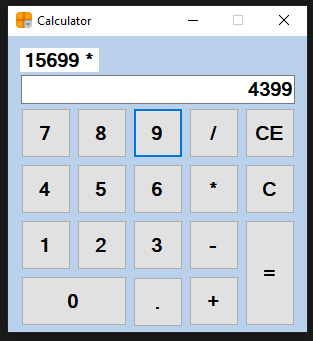 Calculator
15699 *
4399
7 8 9 / CE
4 5 6 * C
1 2 3 - =
0 . +